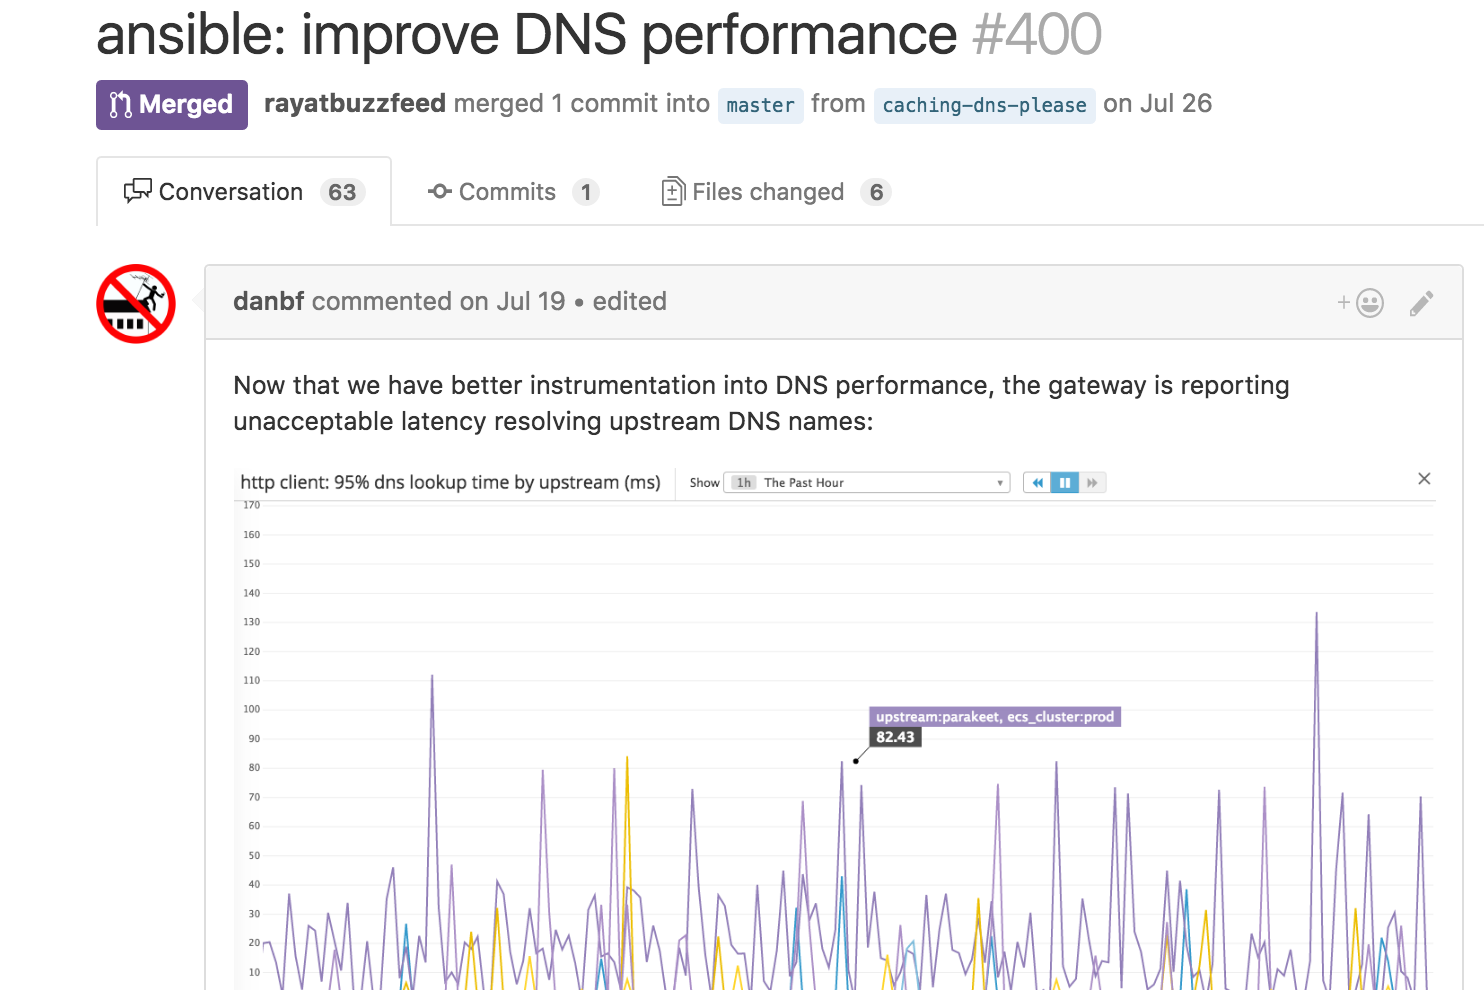 ansible: improve DNS performance #400
Merged rayatbuzzfeed merged 1 commit into master from caching-dns-please on Jul 26
Conversation 63 Commits 1 Files changed 6
danbf commented on Jul 19 • edited
Now that we have better instrumentation into DNS performance, the gateway is reporting
unacceptable latency resolving upstream DNS names:
http client: 95% dns lookup time by upstream (ms) Show 1h The Past Hour
170
160
150
140
130
120
110
100
90
80
70
60
50
40
30
20
10
upstream:parakeet, ecs_cluster:prod
82.43